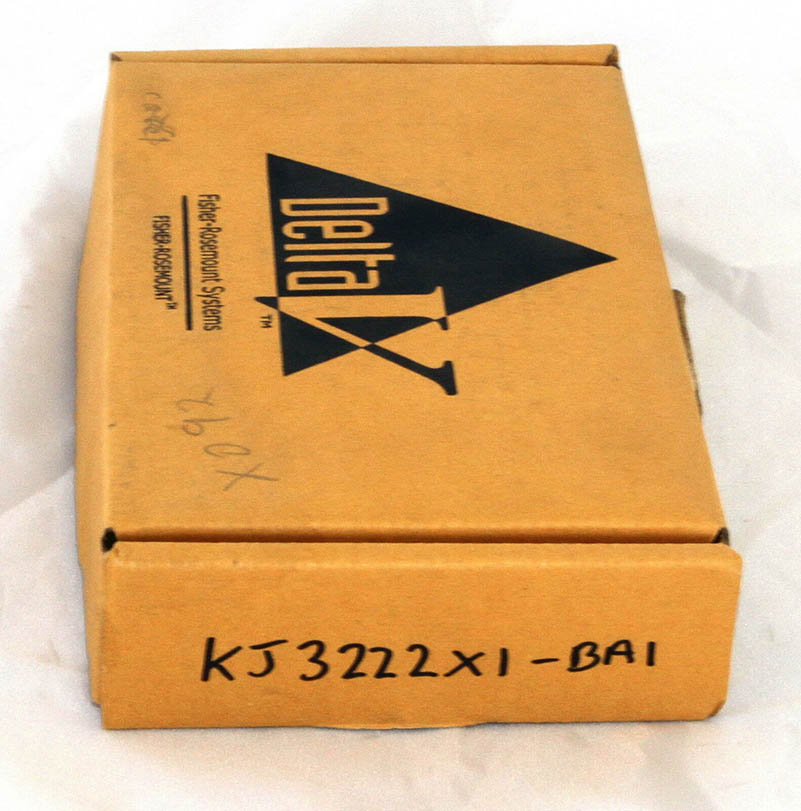 DeltaV
TM
Fisher-Rosemount Systems
FISHER-ROSEMOUNT™
KJ3222X1-BA1